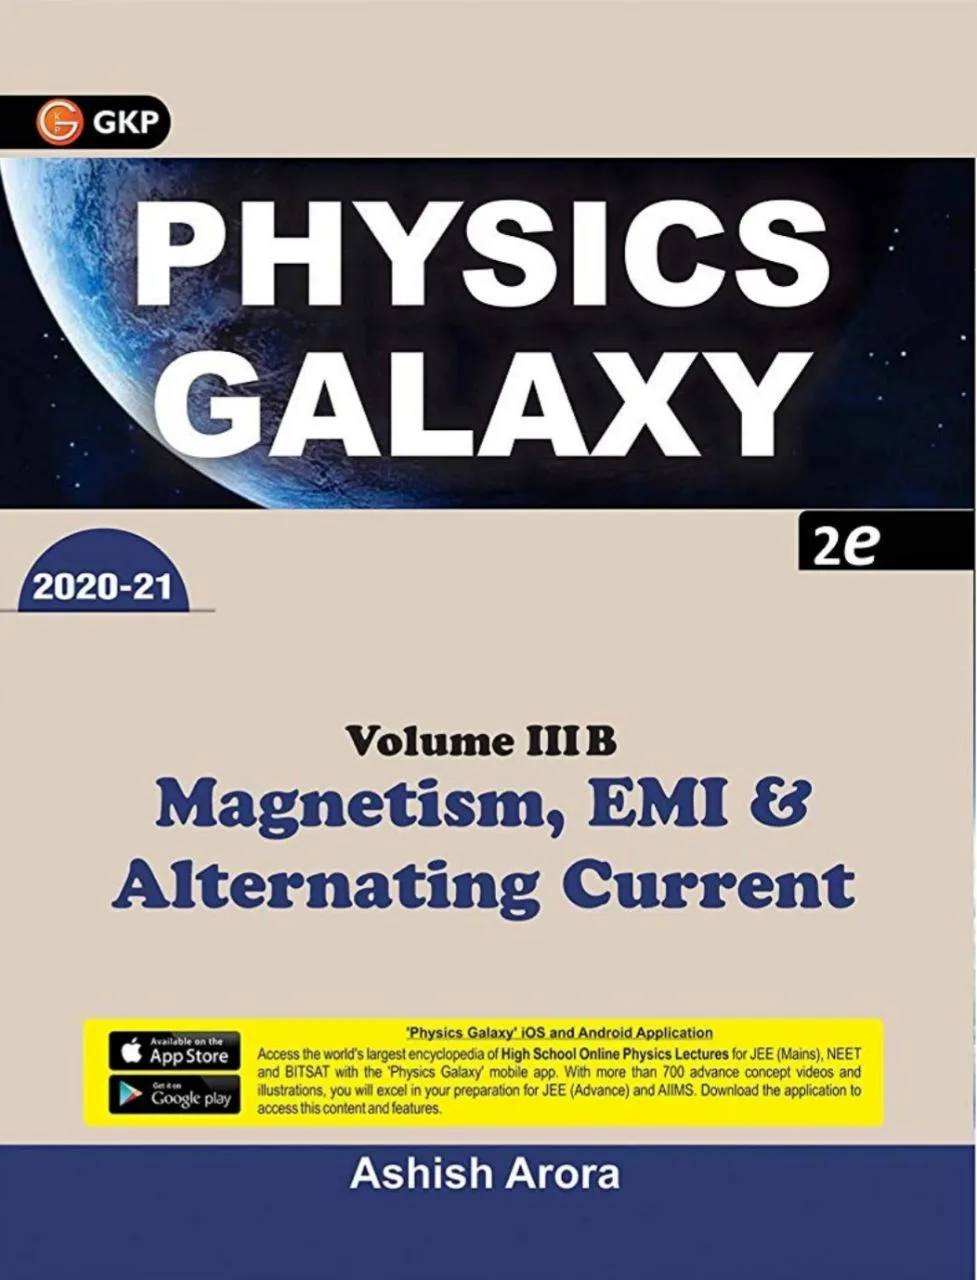 GKP
PHYSICS
GALAXY
2e
2020-21
Volume III B
Magnetism, EMI &
Alternating Current
'Physics Galaxy' iOS and Android Application
Available on the
App Store
Get it on
Google play
Access the world's largest encyclopedia of High School Online Physics Lectures for JEE (Mains), NEET
and BITSAT with the 'Physics Galaxy' mobile app. With more than 700 advance concept videos and
illustrations, you will excel in your preparation for JEE (Advance) and AIIMS. Download the application to
access this content and features.
Ashish Arora